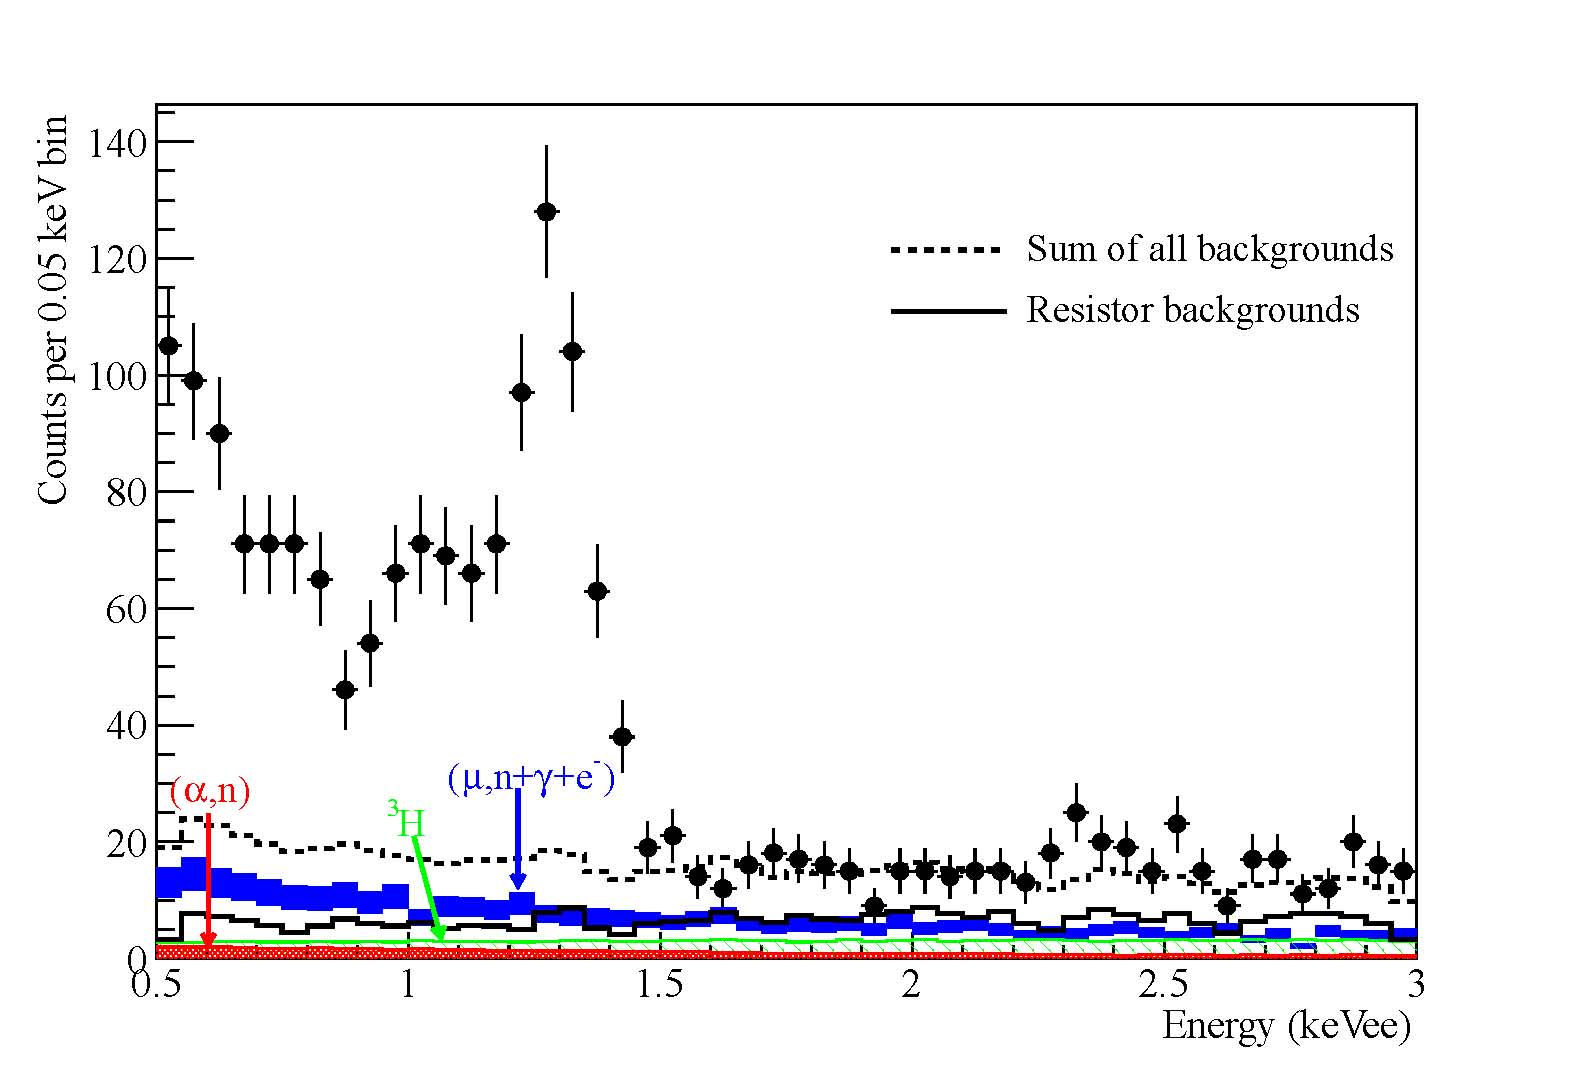 Counts per 0.05 keV bin
140
120
100
80
60
40
20
0
Sum of all backgrounds
Resistor backgrounds
(α,n)
³H
(μ,n+γ+e⁻)
0.5 1 1.5 2 2.5 3
Energy (keVee)